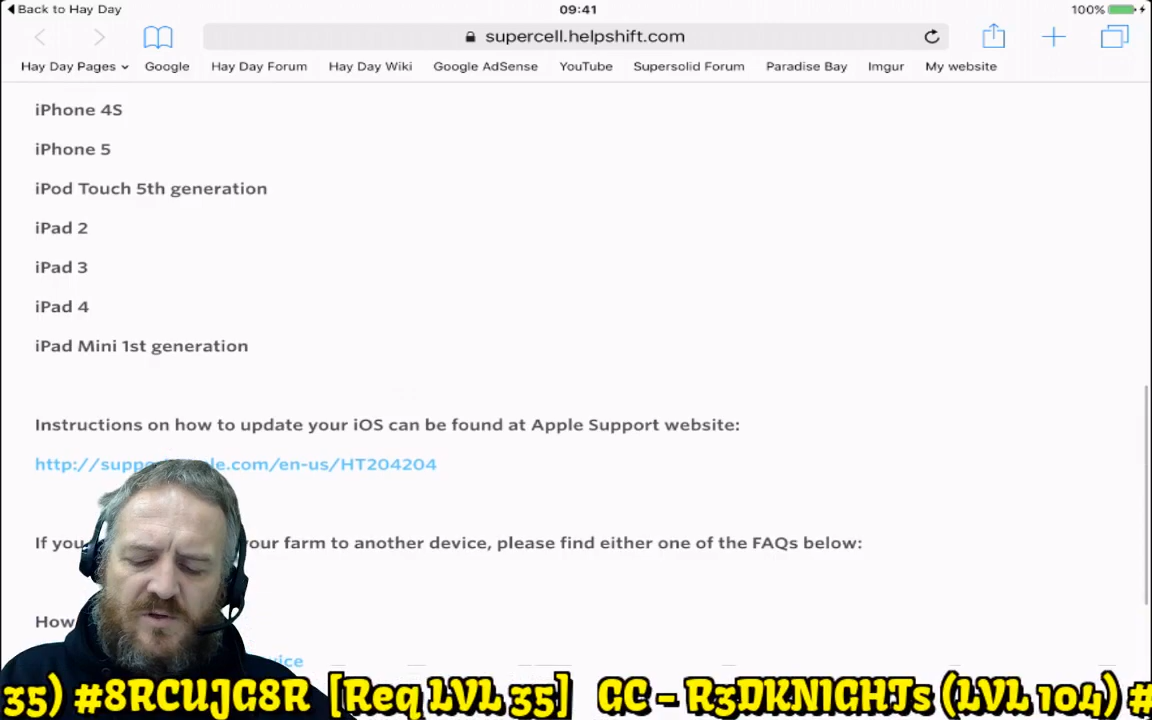 Back to Hay Day
09:41
100%
supercell.helpshift.com
Hay Day Pages
Google
Hay Day Forum
Hay Day Wiki
Google AdSense
YouTube
Supersolid Forum
Paradise Bay
Imgur
My website
iPhone 4S
iPhone 5
iPod Touch 5th generation
iPad 2
iPad 3
iPad 4
iPad Mini 1st generation
Instructions on how to update your iOS can be found at Apple Support website:
http://supp le.com/en-us/HT204204
If you our farm to another device, please find either one of the FAQs below:
How
35) #8RCUJG8R [Req LVL 35] GC - R3DKNIGHTs (LVL 104) #